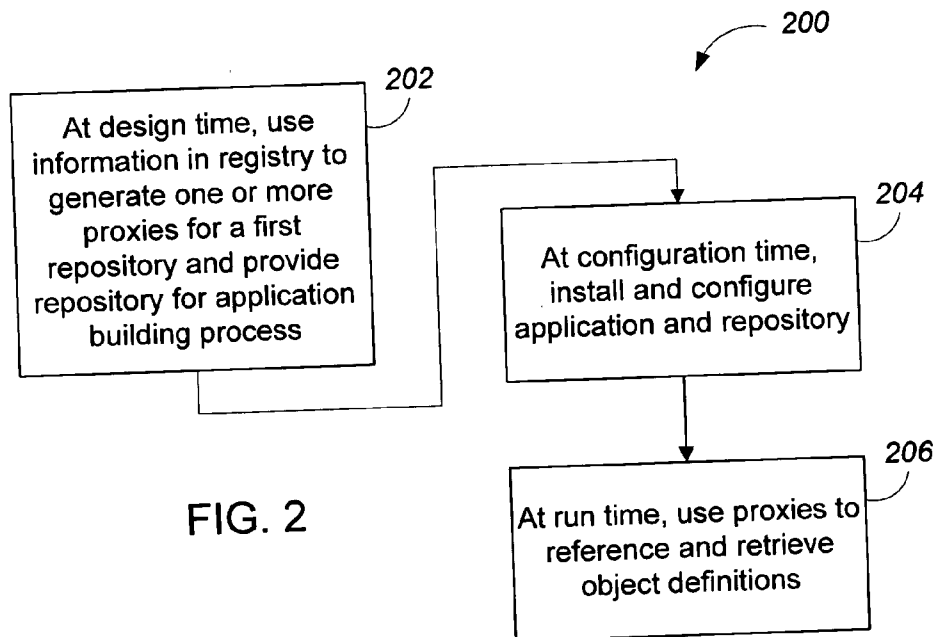 200
202
At design time, use
information in registry to
generate one or more
proxies for a first
repository and provide
repository for application
building process
204
At configuration time,
install and configure
application and repository
206
At run time, use proxies to
reference and retrieve
object definitions
FIG. 2